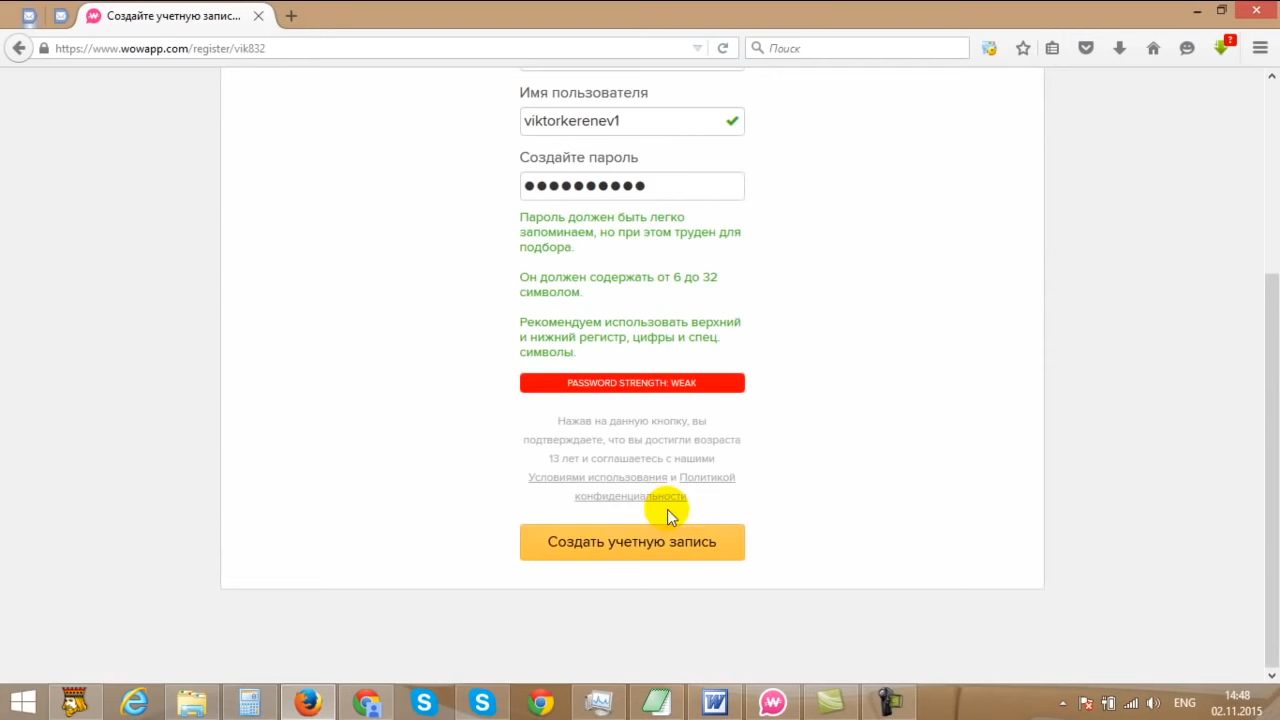 Создайте учетную запис...
https://www.wowapp.com/register/vik832
Поиск
?
Имя пользователя
viktorkerenev1
Создайте пароль
●●●●●●●●●●
Пароль должен быть легко
запоминаем, но при этом труден для
подбора.
Он должен содержать от 6 до 32
символом.
Рекомендуем использовать верхний
и нижний регистр, цифры и спец.
символы.
PASSWORD STRENGTH: WEAK
Нажав на данную кнопку, вы
подтверждаете, что вы достигли возраста
13 лет и соглашаетесь с нашими
Условиями использования и Политикой
конфиденциальности
Создать учетную запись
ENG
14:48
02.11.2015